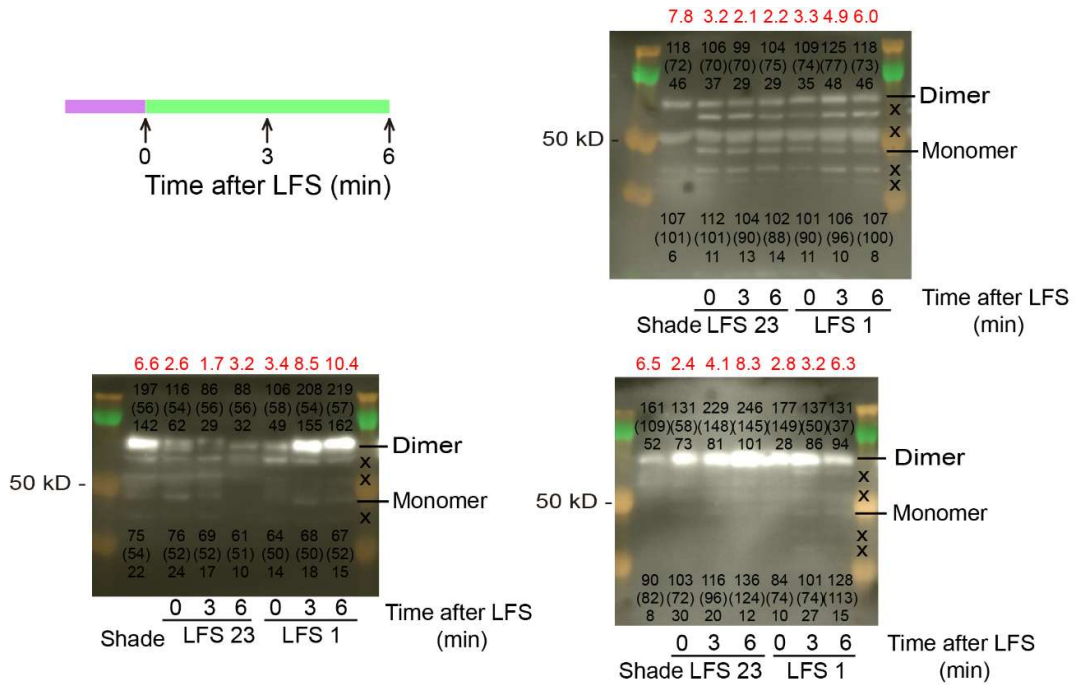 0 3 6
Time after LFS (min)
7.8 3.2 2.1 2.2 3.3 4.9 6.0
118 106 99 104 109 125 118
(72) (70) (70) (75) (74) (77) (73)
46 37 29 29 35 48 46
Dimer
x
x
50 kD -
Monomer
x
x
107 112 104 102 101 106 107
(101) (101) (90) (88) (90) (96) (100)
6 11 13 14 11 10 8
0 3 6 0 3 6 Time after LFS
Shade LFS 23 LFS 1 (min)
6.6 2.6 1.7 3.2 3.4 8.5 10.4
197 116 86 88 106 208 219
(56) (54) (56) (56) (58) (54) (57)
142 62 29 32 49 155 162
Dimer
x
x
50 kD -
Monomer
x
75 76 69 61 64 68 67
(54) (52) (52) (51) (50) (50) (52)
22 24 17 10 14 18 15
0 3 6 0 3 6 Time after LFS
Shade LFS 23 LFS 1 (min)
6.5 2.4 4.1 8.3 2.8 3.2 6.3
161 131 229 246 177 137 131
(109) (58) (148) (145) (149) (50) (37)
52 73 81 101 28 86 94
Dimer
x
x
50 kD -
Monomer
x
x
90 103 116 136 84 101 128
(82) (72) (96) (124) (74) (74) (113)
8 30 20 12 10 27 15
0 3 6 0 3 6 Time after LFS
Shade LFS 23 LFS 1 (min)